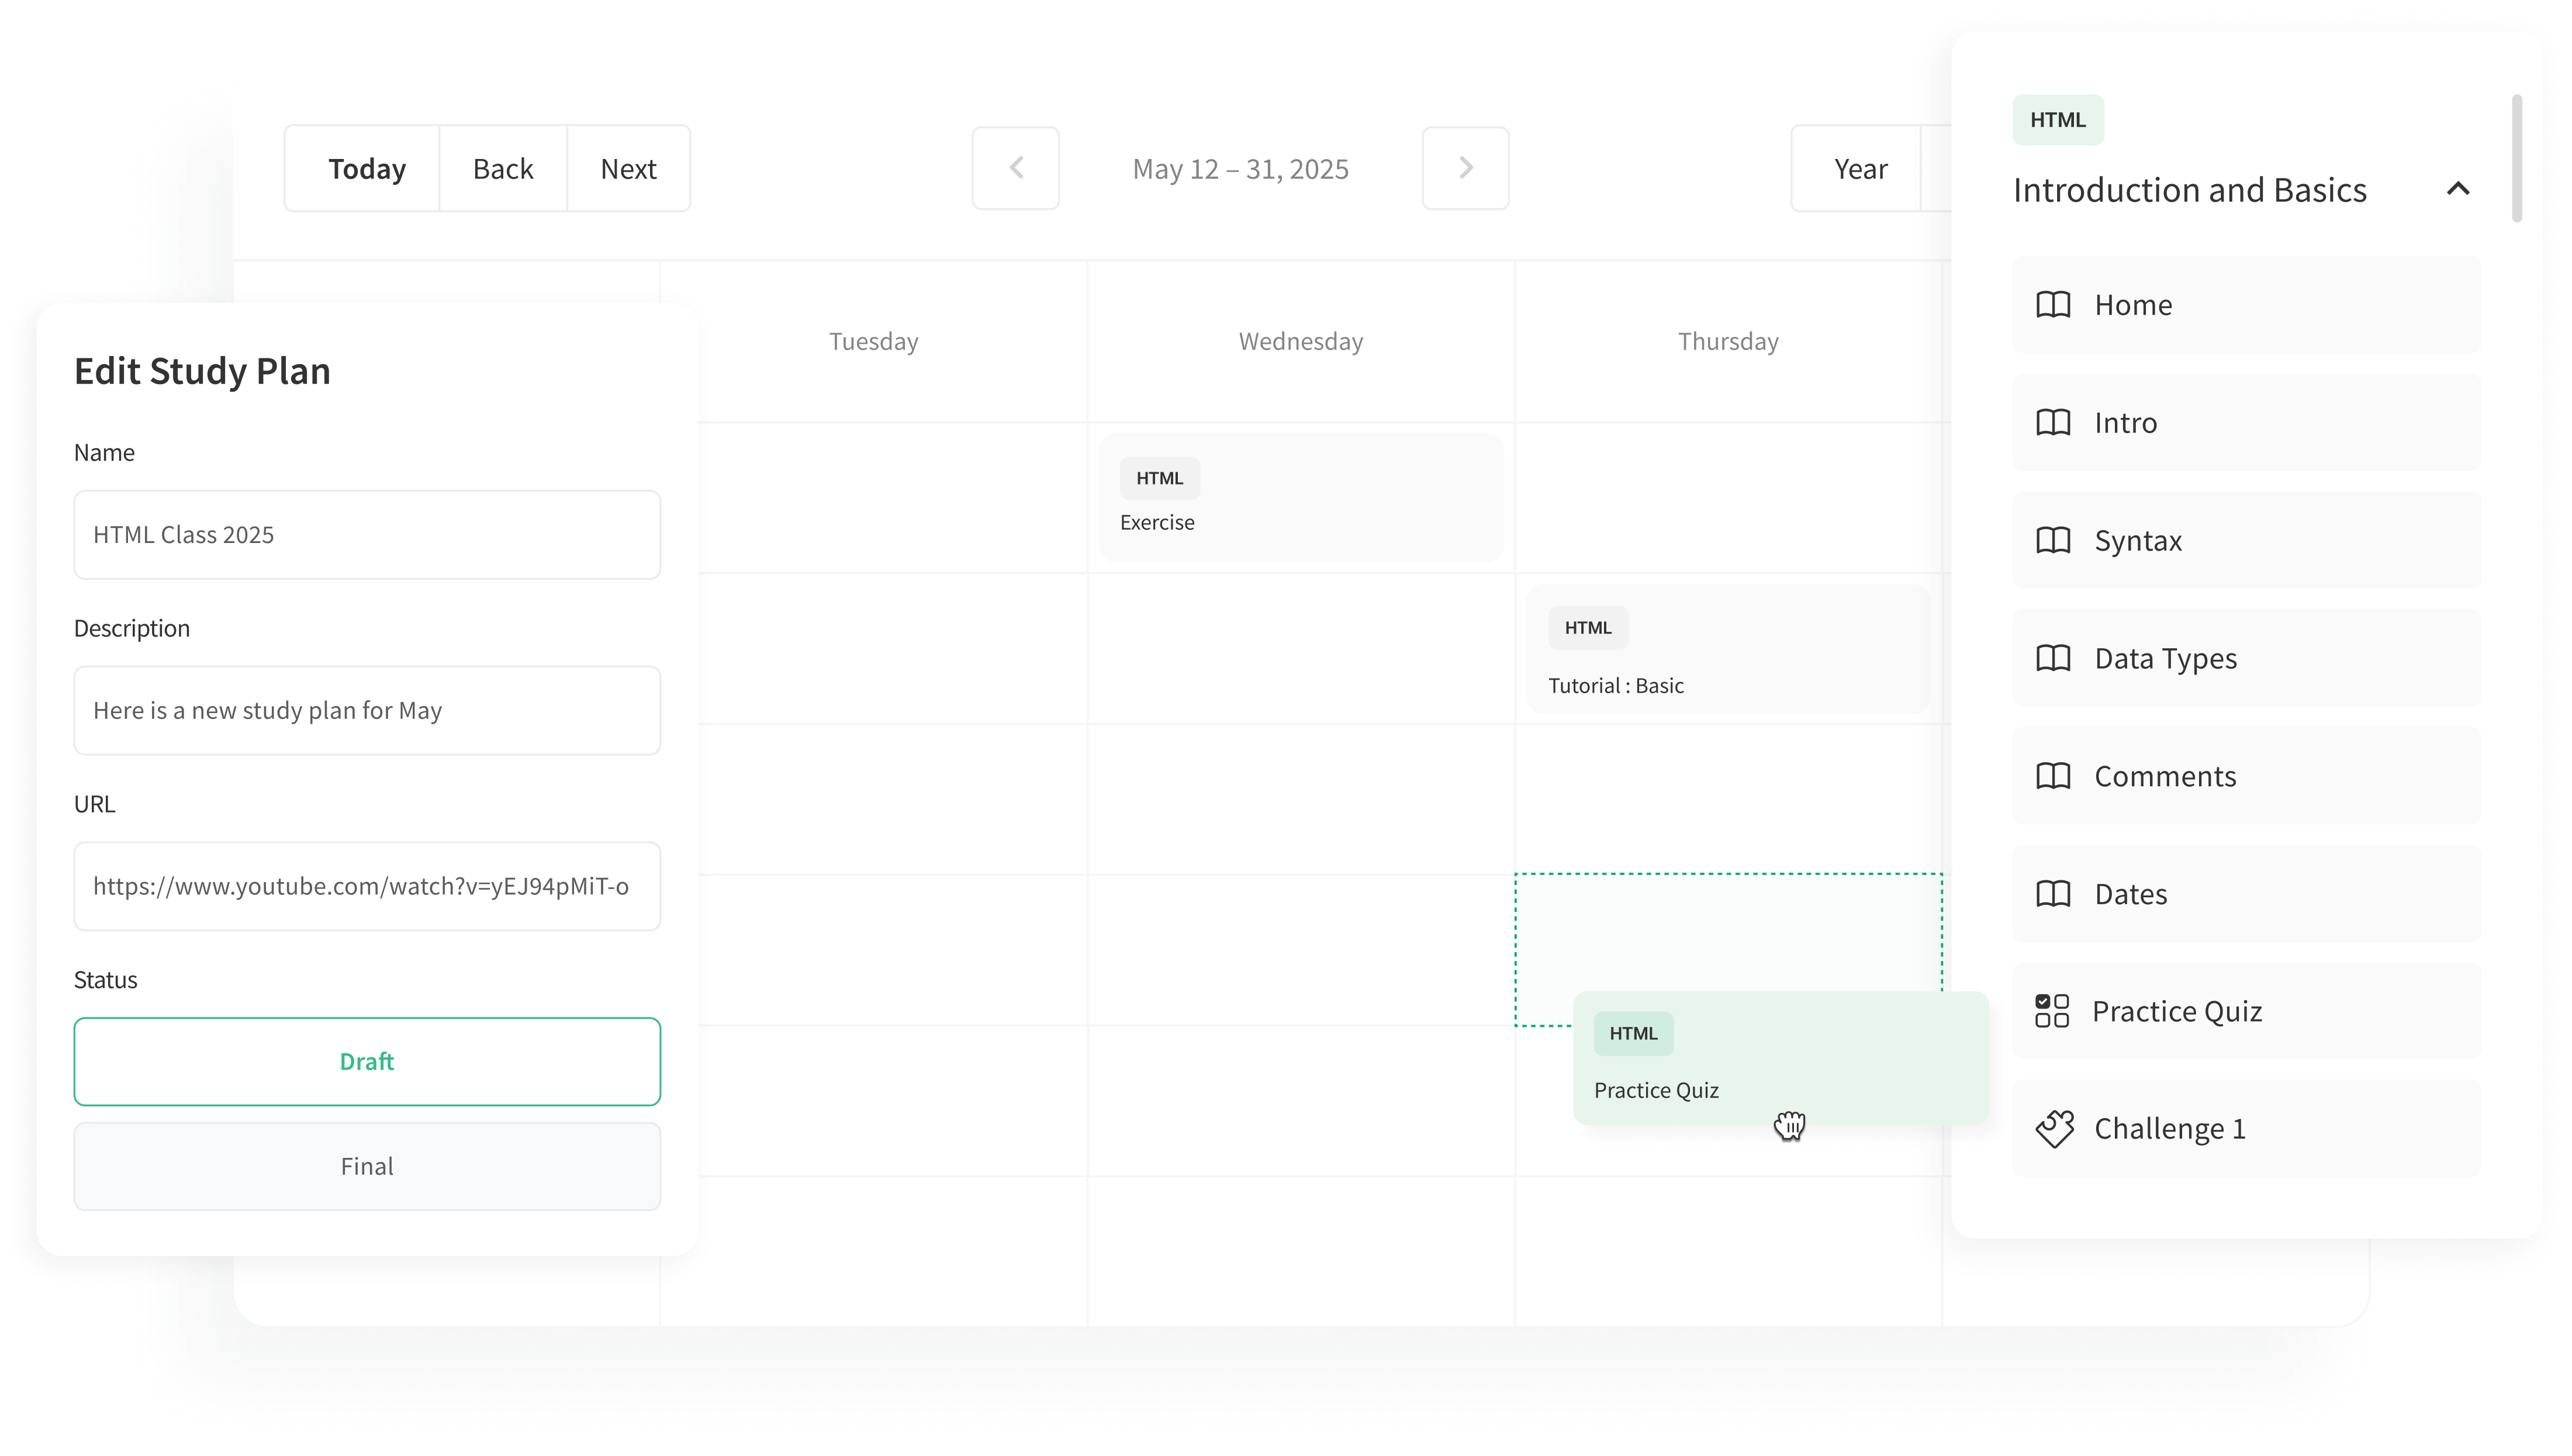 Today
Back
Next
May 12 – 31, 2025
Year
Tuesday
Wednesday
Thursday
HTML
Exercise
HTML
Tutorial : Basic
HTML
Practice Quiz
Edit Study Plan
Name
HTML Class 2025
Description
Here is a new study plan for May
URL
https://www.youtube.com/watch?v=yEJ94pMiT-o
Status
Draft
Final
HTML
Introduction and Basics
Home
Intro
Syntax
Data Types
Comments
Dates
Practice Quiz
Challenge 1